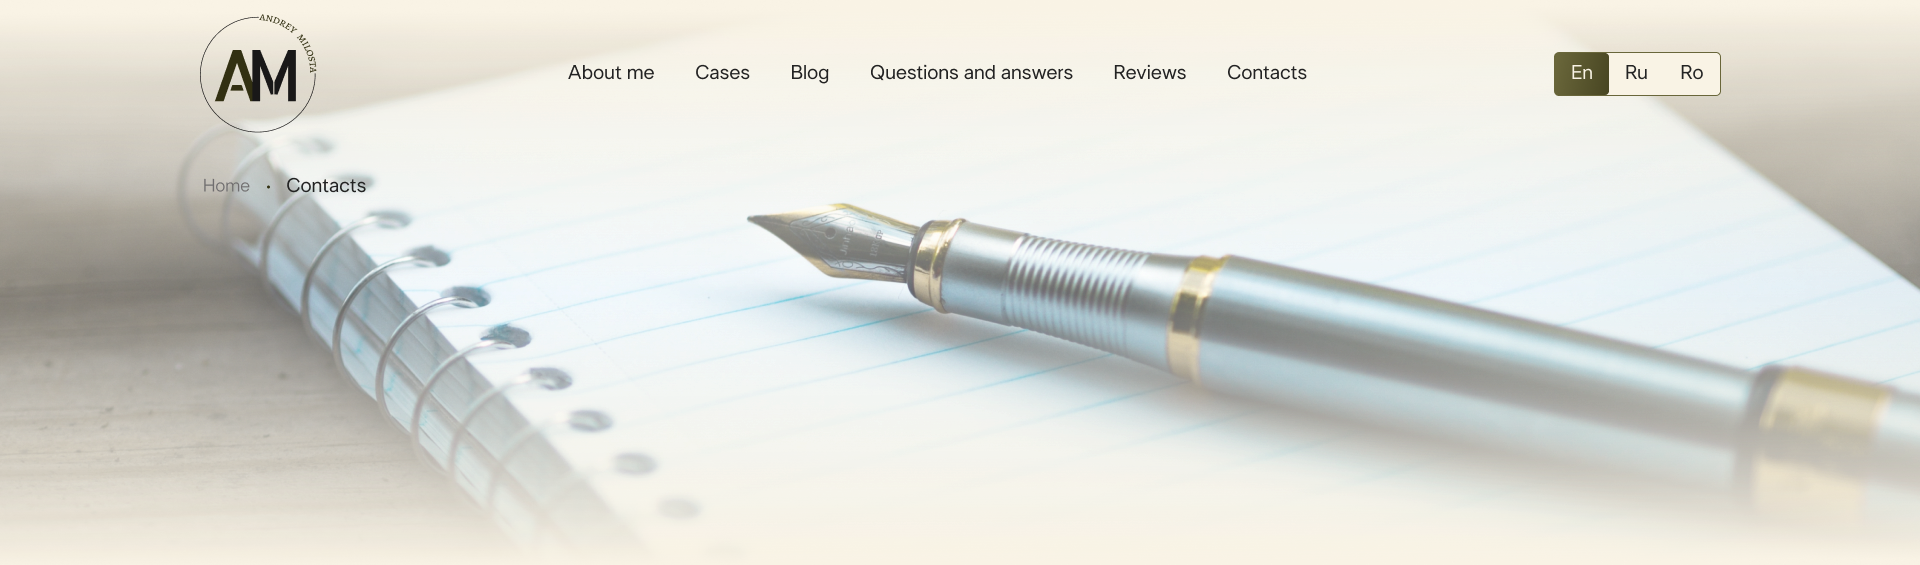 ANDREY MILOSTA
AM
About me
Cases
Blog
Questions and answers
Reviews
Contacts
En
Ru
Ro
Home • Contacts